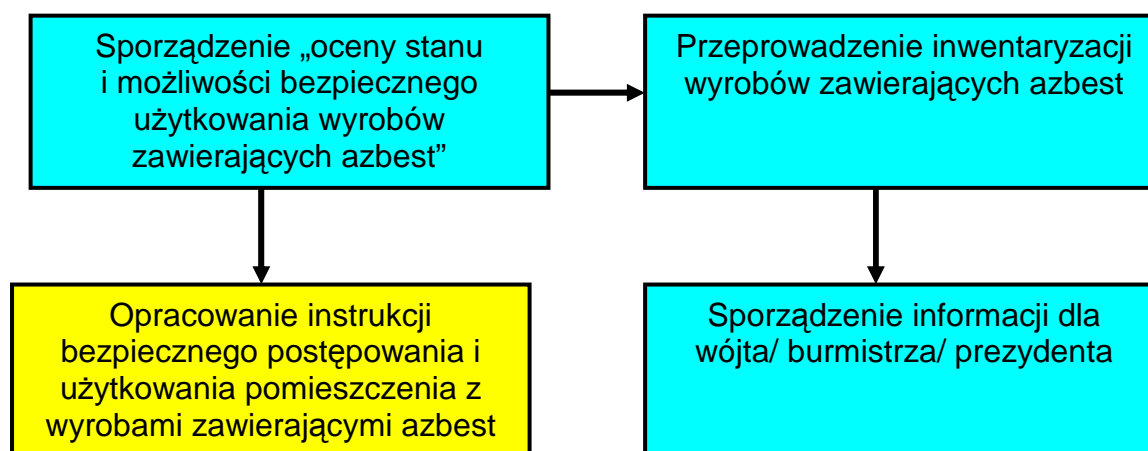 Sporządzenie „oceny stanu
i możliwości bezpiecznego
użytkowania wyrobów
zawierających azbest”
Przeprowadzenie inwentaryzacji
wyrobów zawierających azbest
Opracowanie instrukcji
bezpiecznego postępowania i
użytkowania pomieszczenia z
wyrobami zawierającymi azbest
Sporządzenie informacji dla
wójta/ burmistrza/ prezydenta